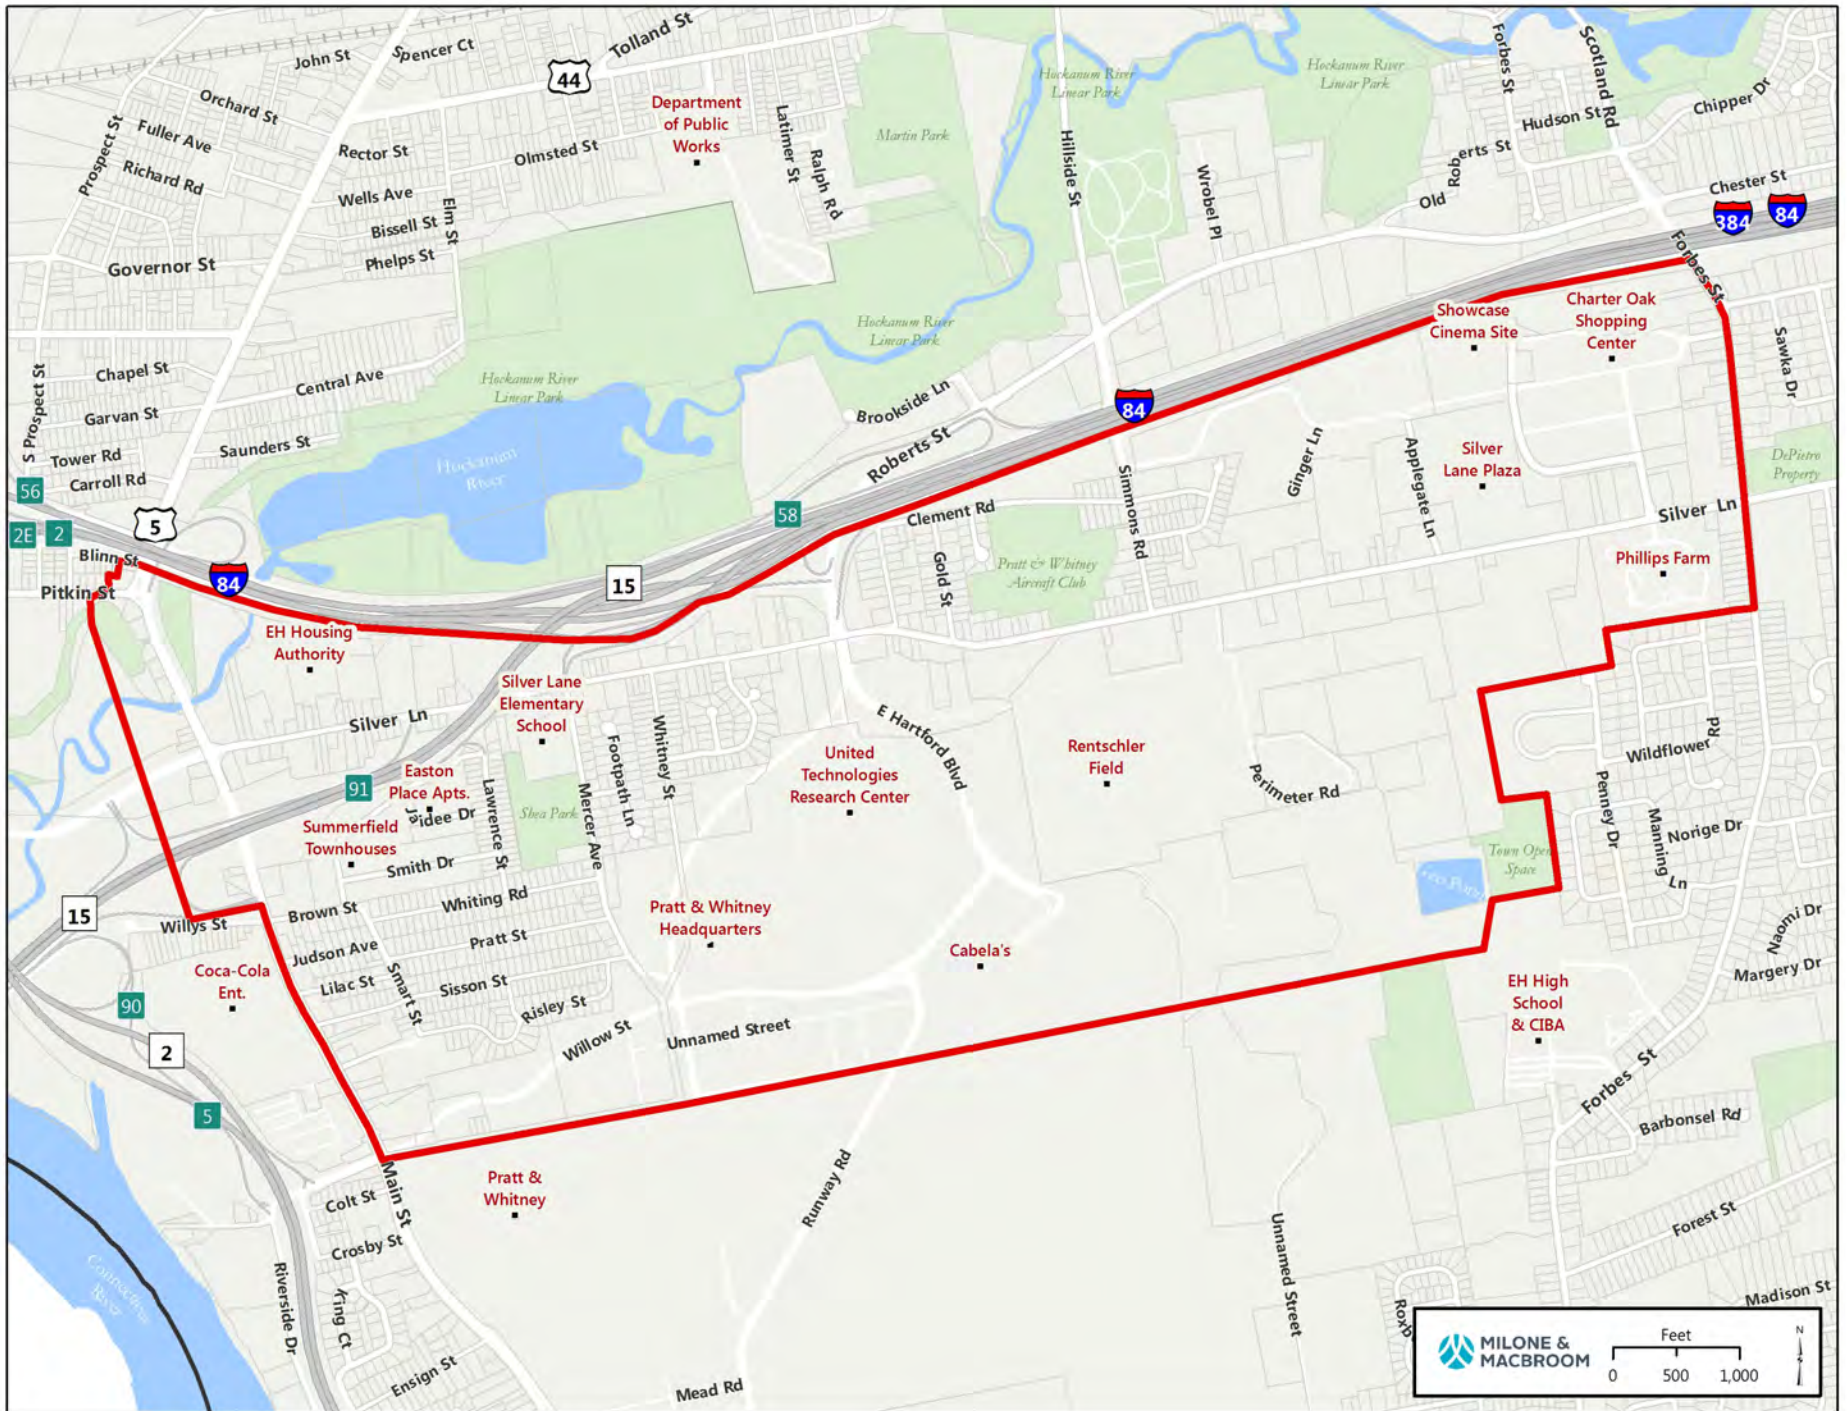 John St
Spencer Ct
Tolland St
44
Orchard St
Fuller Ave
Richard Rd
Prospect St
Rector St
Wells Ave
Bissell St
Phelps St
Elm St
Olmsted St
Governor St
Department
of Public
Works
Latimer St
Ralph Rd
Martin Park
Hockanum River
Linear Park
Hockanum River
Linear Park
Forbes St
Scotland Rd
Hudson St
Chipper Dr
Old Roberts St
Chester St
384
84
Hillside St
Wrobel Pl
Forbes St
Chapel St
Central Ave
Garvan St
Saunders St
Tower Rd
Carroll Rd
S Prospect St
Hockanum River
Linear Park
Hockanum River
Linear Park
Hockanum
River
Brookside Ln
Roberts St
84
Showcase
Cinema Site
Charter Oak
Shopping
Center
Sawka Dr
Silver
Lane Plaza
DePietro
Property
Ginger Ln
Applegate Ln
Simmons Rd
Silver Ln
Phillips Farm
56
2E
2
5
Blinn St
Pitkin St
84
15
58
Clement Rd
Gold St
Pratt & Whitney
Aircraft Club
EH Housing
Authority
Silver Lane
Elementary
School
Silver Ln
91
Easton
Place Apts.
Jaidee Dr
Lawrence St
Shea Park
Footpath Ln
Whitney St
Mercer Ave
Summerfield
Townhouses
Smith Dr
United
Technologies
Research Center
E Hartford Blvd
Rentschler
Field
Perimeter Rd
Wildflower Rd
Penney Dr
Manning Ln
Norige Dr
Town Open
Space
Naomi Dr
Margery Dr
15
Willys St
Brown St
Whiting Rd
Judson Ave
Pratt St
Lilac St
Smart St
Sisson St
Risley St
Willow St
Unnamed Street
Pratt & Whitney
Headquarters
Cabela's
Coca-Cola
Ent.
90
2
5
EH High
School
& CIBA
Forbes St
Barbonsel Rd
Forest St
Madison St
Colt St
Main St
Crosby St
Riverside Dr
King Ct
Ensign St
Pratt &
Whitney
Runway Rd
Mead Rd
Unnamed Street
Connecticut
River
MILONE &
MACBROOM
Feet
0 500 1,000
N